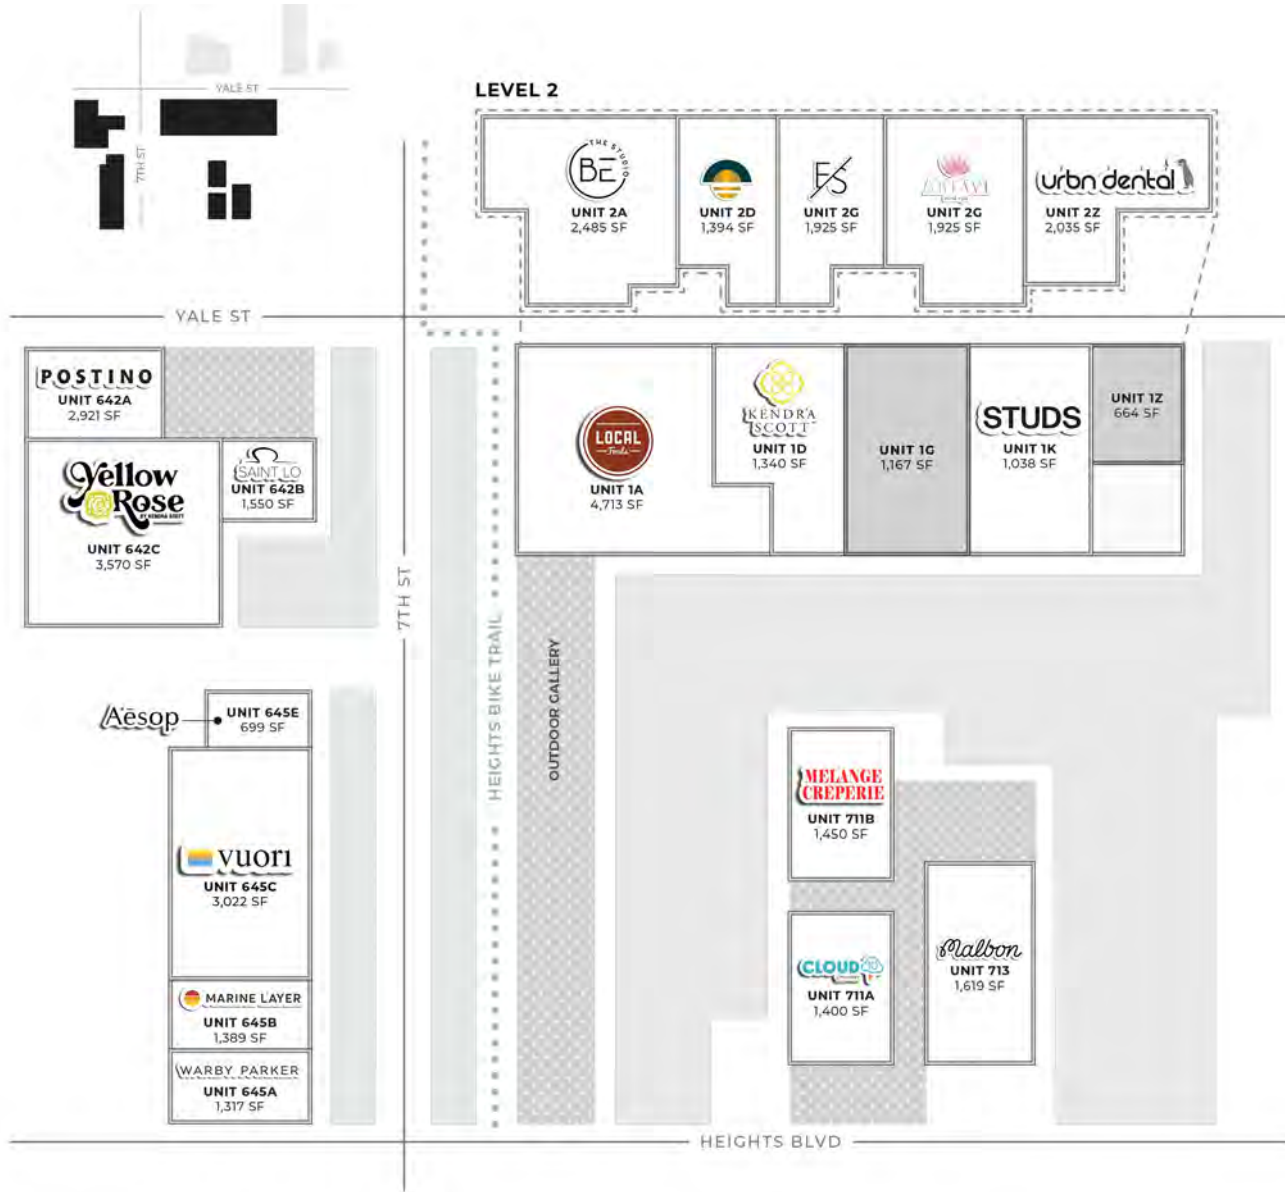 YALE ST
7TH ST
LEVEL 2
THE STUDIO
BE
UNIT 2A
2,485 SF
UNIT 2D
1,394 SF
FS
UNIT 2G
1,925 SF
UNIT 2G
1,925 SF
urbn dental
UNIT 2Z
2,035 SF
YALE ST
POSTINO
UNIT 642A
2,921 SF
Yellow
Rose
BY KENDRA SCOTT
UNIT 642C
3,570 SF
SAINT LO
UNIT 642B
1,550 SF
LOCAL
Foods
UNIT 1A
4,713 SF
KENDRA
SCOTT
UNIT 1D
1,340 SF
UNIT 1G
1,167 SF
STUDS
UNIT 1K
1,038 SF
UNIT 1Z
664 SF
7TH ST
HEIGHTS BIKE TRAIL
OUTDOOR GALLERY
Aēsop
UNIT 645E
699 SF
vuori
UNIT 645C
3,022 SF
MARINE LAYER
UNIT 645B
1,389 SF
WARBY PARKER
UNIT 645A
1,317 SF
MELANGE
CREPERIE
UNIT 711B
1,450 SF
CLOUD10
UNIT 711A
1,400 SF
Malbon
UNIT 713
1,619 SF
HEIGHTS BLVD